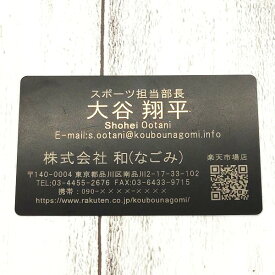 スポーツ担当部長
大谷 翔平
Shohei Ootani
E-mail:s.ootani@koubounagomi.info
株式会社 和(なごみ)
楽天市場店
〒140-0004 東京都品川区南品川2-17-33-102
TEL:03-4455-2676 FAX:03-6433-9715
携帯：090-××××-××××
https://www.rakuten.co.jp/koubounagomi/